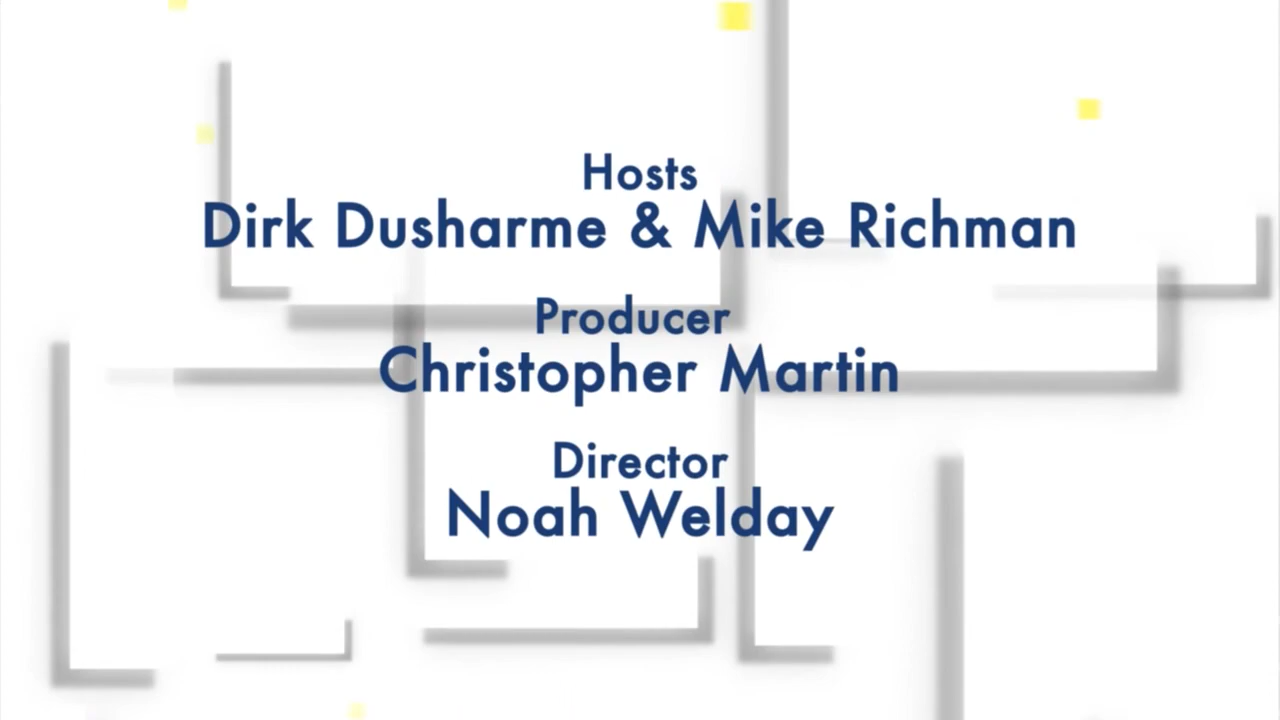 Hosts
Dirk Dusharme & Mike Richman
Producer
Christopher Martin
Director
Noah Welday